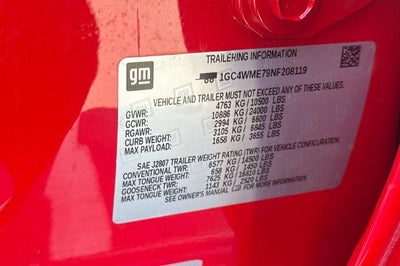 gm
TRAILERING INFORMATION
1GC4WME79NF208119
VEHICLE AND TRAILER MUST NOT EXCEED ANY OF THESE WEIGHTS:
GVWR: 4763 KG/10500 LBS
GCWR: 10886 KG/24000 LBS
RGAWR: 2994 KG/ 6600 LBS
CURB WEIGHT: 3105 KG/ 6845 LBS
MAX PAYLOAD: 1658 KG/ 3655 LBS
SAE J2807 TRAILER WEIGHT RATING (TWR) FOR WEIGHT-DISTRIBUTING
CONVENTIONAL TWR: 6577 KG/14500 LBS
MAX TONGUE WEIGHT: 658 KG/ 1450 LBS
GOOSENECK TWR: 7625 KG/16810 LBS
MAX TONGUE WEIGHT: 1143 KG/ 2520 LBS
SEE OWNER'S MANUAL FOR MORE INFORMATION